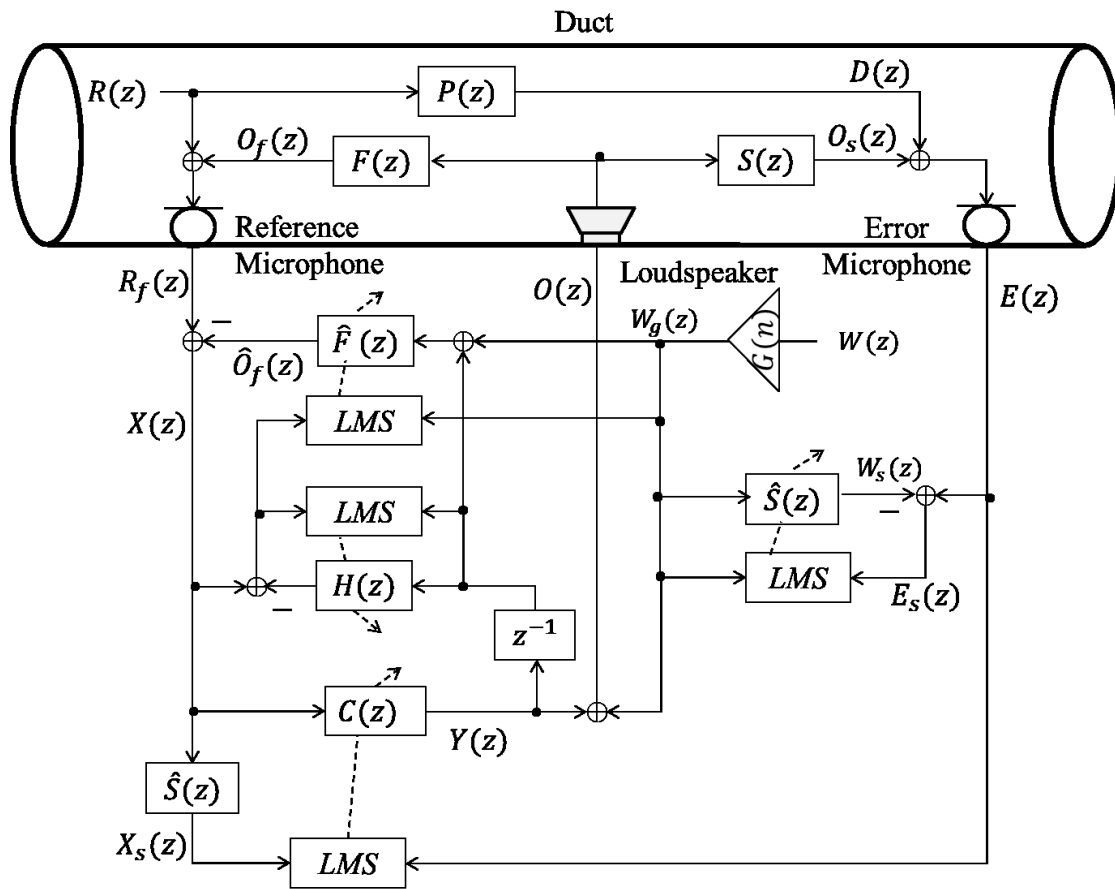 Duct
R(z)
P(z)
D(z)
O_f(z)
F(z)
S(z)
O_s(z)
Reference
Microphone
Error
Microphone
Loudspeaker
R_f(z)
O(z)
E(z)
−
F̂(z)
Ô_f(z)
W_g(z)
G(n)
W(z)
X(z)
LMS
LMS
Ŝ(z)
W_s(z)
−
H(z)
−
LMS
E_s(z)
z⁻¹
C(z)
Y(z)
Ŝ(z)
X_s(z)
LMS